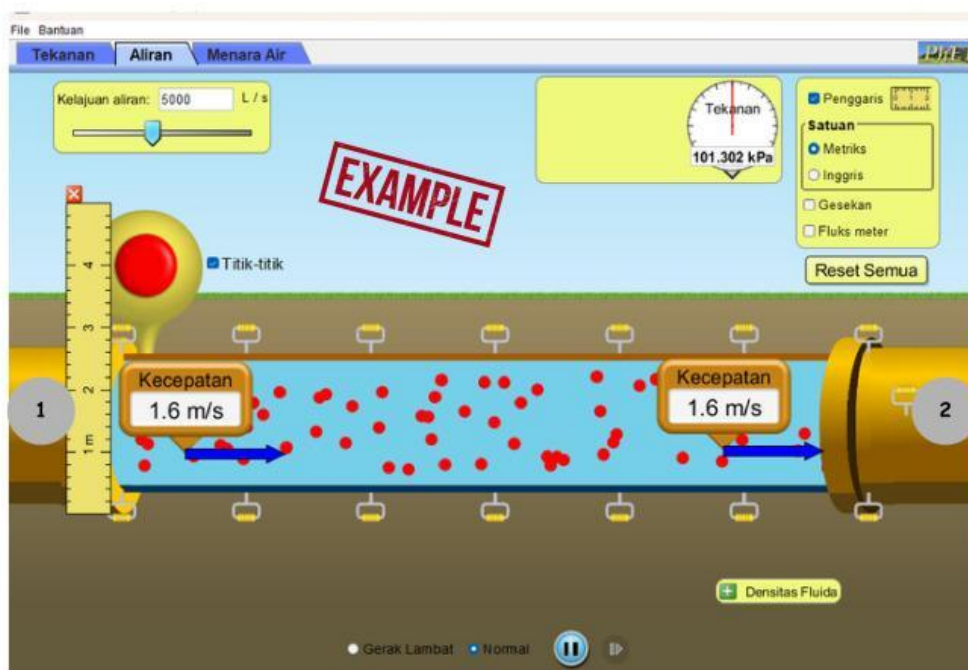 File Bantuan
Tekanan Aliran Menara Air
PhET
Kelajuan aliran: 5000 L / s
Tekanan
101.302 kPa
Penggaris
Satuan
Metriks
Inggris
Gesekan
Fluks meter
Reset Semua
EXAMPLE
Titik-titik
4
3
2
1 m
Kecepatan
1.6 m/s
Kecepatan
1.6 m/s
1
2
Densitas Fluida
Gerak Lambat Normal